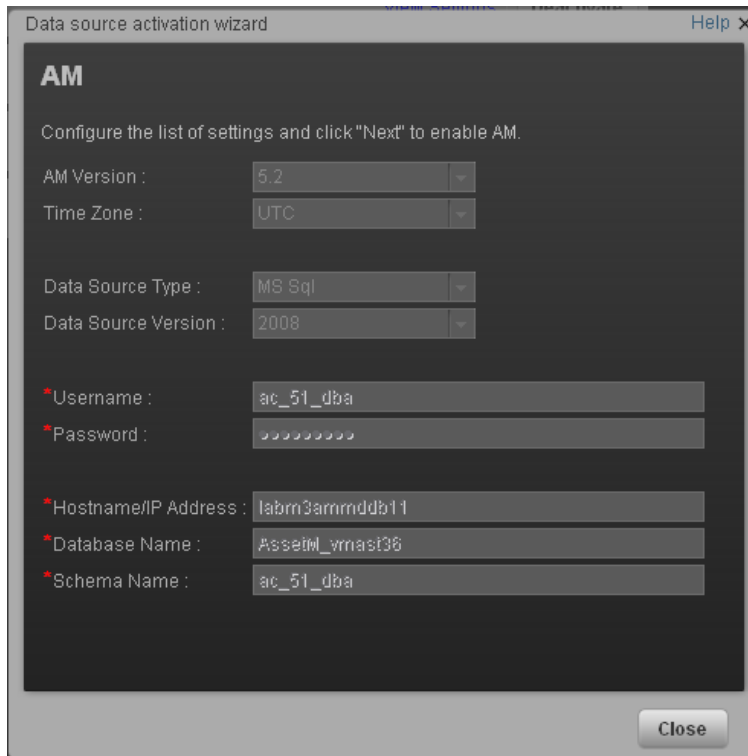 Data source activation wizard
Help ×
AM
Configure the list of settings and click "Next" to enable AM.
AM Version : 5.2
Time Zone : UTC
Data Source Type : MS Sql
Data Source Version : 2008
*Username : ac_51_dba
*Password :
*Hostname/IP Address : labm3ammddb11
*Database Name : AssetM_vmast36
*Schema Name : ac_51_dba
Close